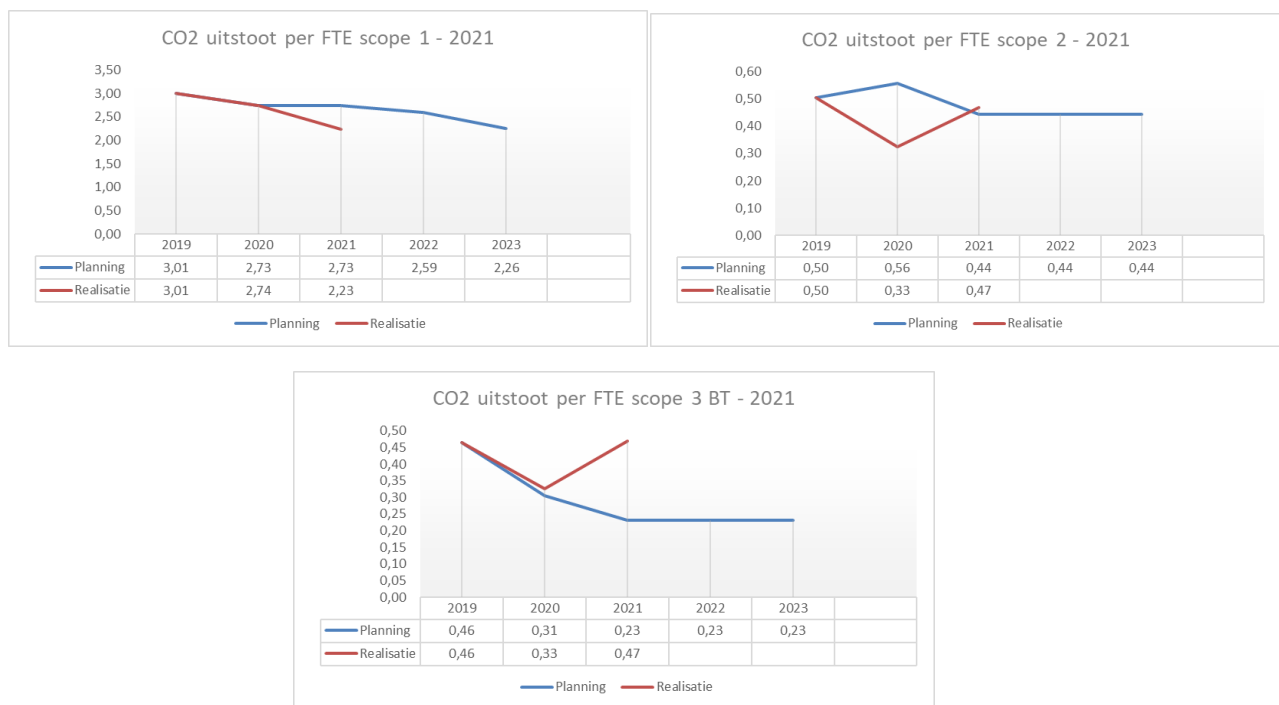 CO2 uitstoot per FTE scope 1 - 2021
3,50
3,00
2,50
2,00
1,50
1,00
0,50
0,00
2019 2020 2021 2022 2023
Planning 3,01 2,73 2,73 2,59 2,26
Realisatie 3,01 2,74 2,23
Planning Realisatie
CO2 uitstoot per FTE scope 2 - 2021
0,60
0,50
0,40
0,30
0,20
0,10
0,00
2019 2020 2021 2022 2023
Planning 0,50 0,56 0,44 0,44 0,44
Realisatie 0,50 0,33 0,47
Planning Realisatie
CO2 uitstoot per FTE scope 3 BT - 2021
0,50
0,45
0,40
0,35
0,30
0,25
0,20
0,15
0,10
0,05
0,00
2019 2020 2021 2022 2023
Planning 0,46 0,31 0,23 0,23 0,23
Realisatie 0,46 0,33 0,47
Planning Realisatie